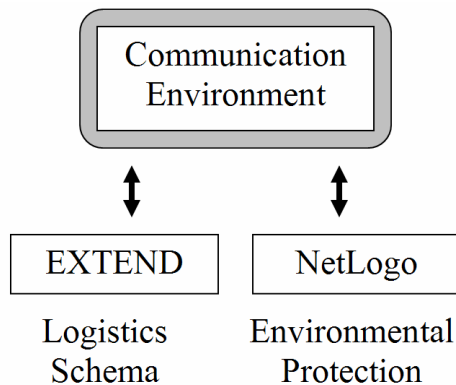 Communication
Environment
EXTEND
NetLogo
Logistics
Schema
Environmental
Protection